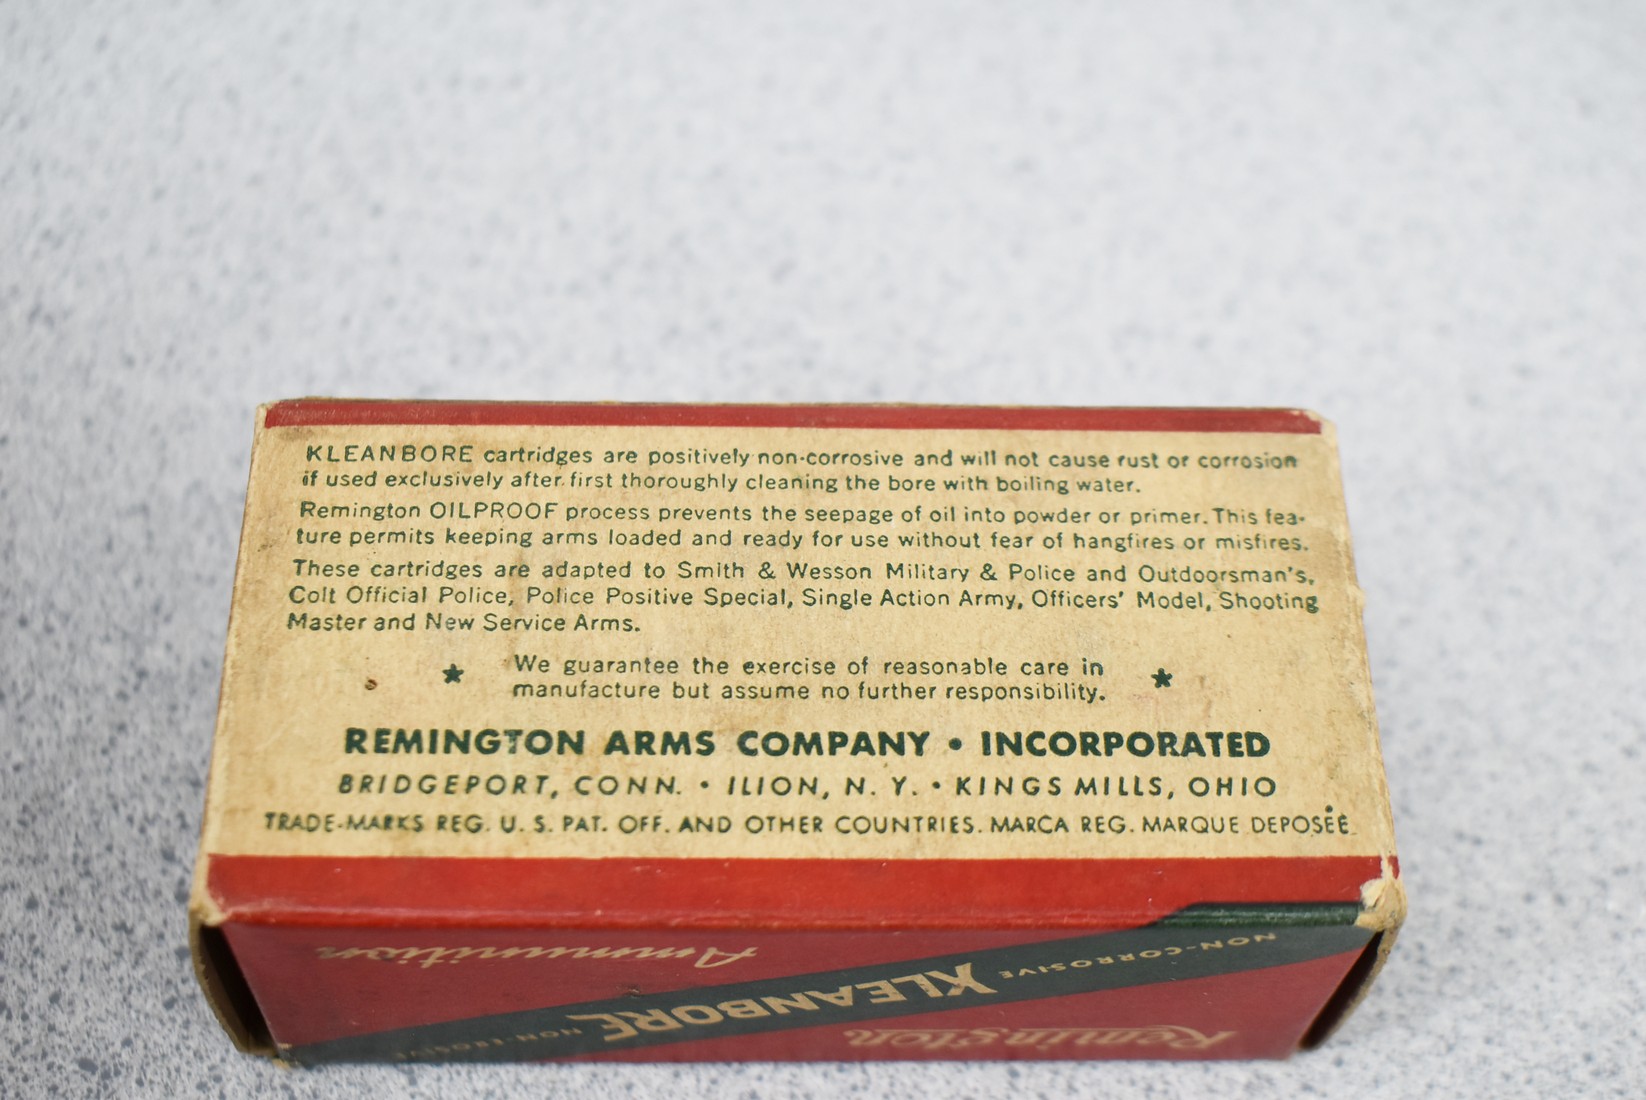 KLEANBORE cartridges are positively non-corrosive and will not cause rust or corrosion
if used exclusively after first thoroughly cleaning the bore with boiling water.
Remington OILPROOF process prevents the seepage of oil into powder or primer. This fea-
ture permits keeping arms loaded and ready for use without fear of hangfires or misfires.
These cartridges are adapted to Smith & Wesson Military & Police and Outdoorsman's,
Colt Official Police, Police Positive Special, Single Action Army, Officers' Model, Shooting
Master and New Service Arms.
★ We guarantee the exercise of reasonable care in ★
manufacture but assume no further responsibility.
REMINGTON ARMS COMPANY • INCORPORATED
BRIDGEPORT, CONN. • ILION, N. Y. • KINGS MILLS, OHIO
TRADE-MARKS REG. U. S. PAT. OFF. AND OTHER COUNTRIES. MARCA REG. MARQUE DEPOSÉE
Remington
NON-CORROSIVE KLEANBORE NON-EROSIVE
Ammunition